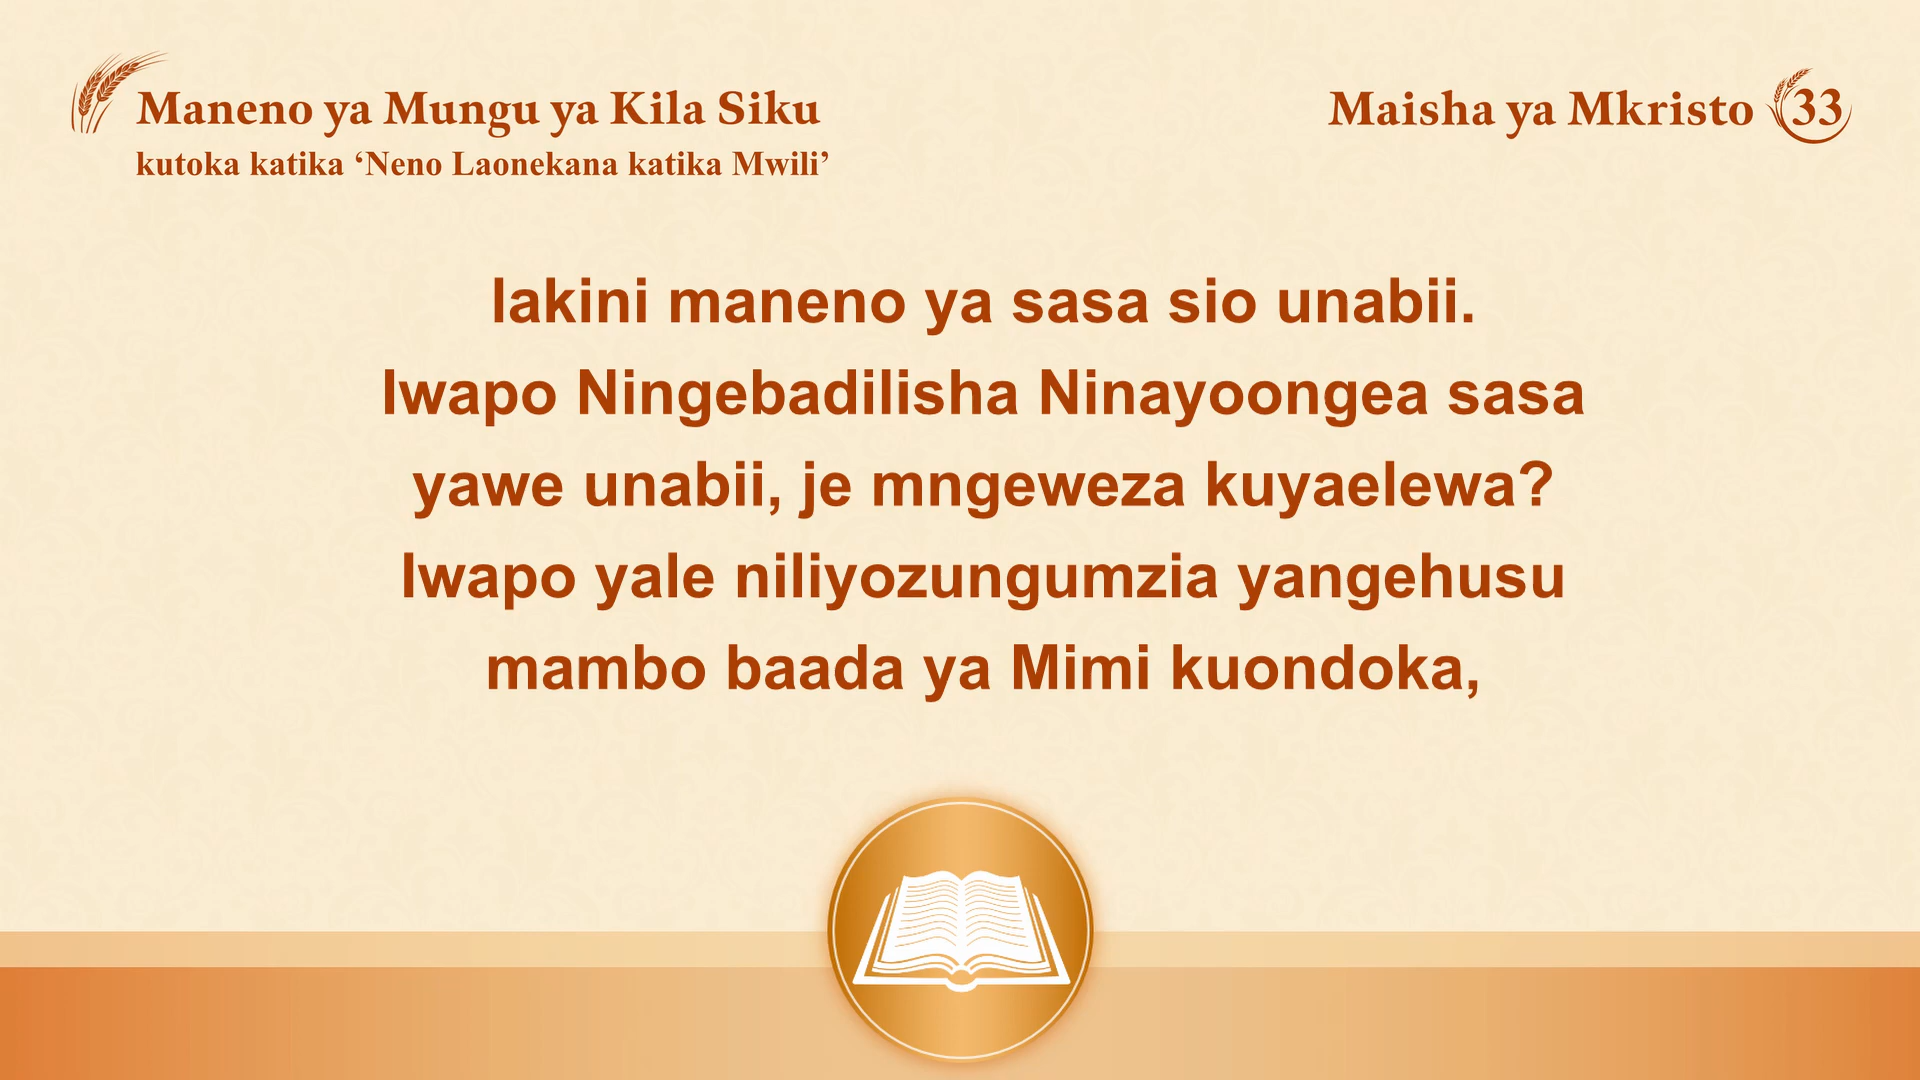 Maneno ya Mungu ya Kila Siku
kutoka katika ‘Neno Laonekana katika Mwili’
Maisha ya Mkristo 33
lakini maneno ya sasa sio unabii.
Iwapo Ningebadilisha Ninayoongea sasa
yawe unabii, je mngeweza kuyaelewa?
Iwapo yale niliyozungumzia yangehusu
mambo baada ya Mimi kuondoka,